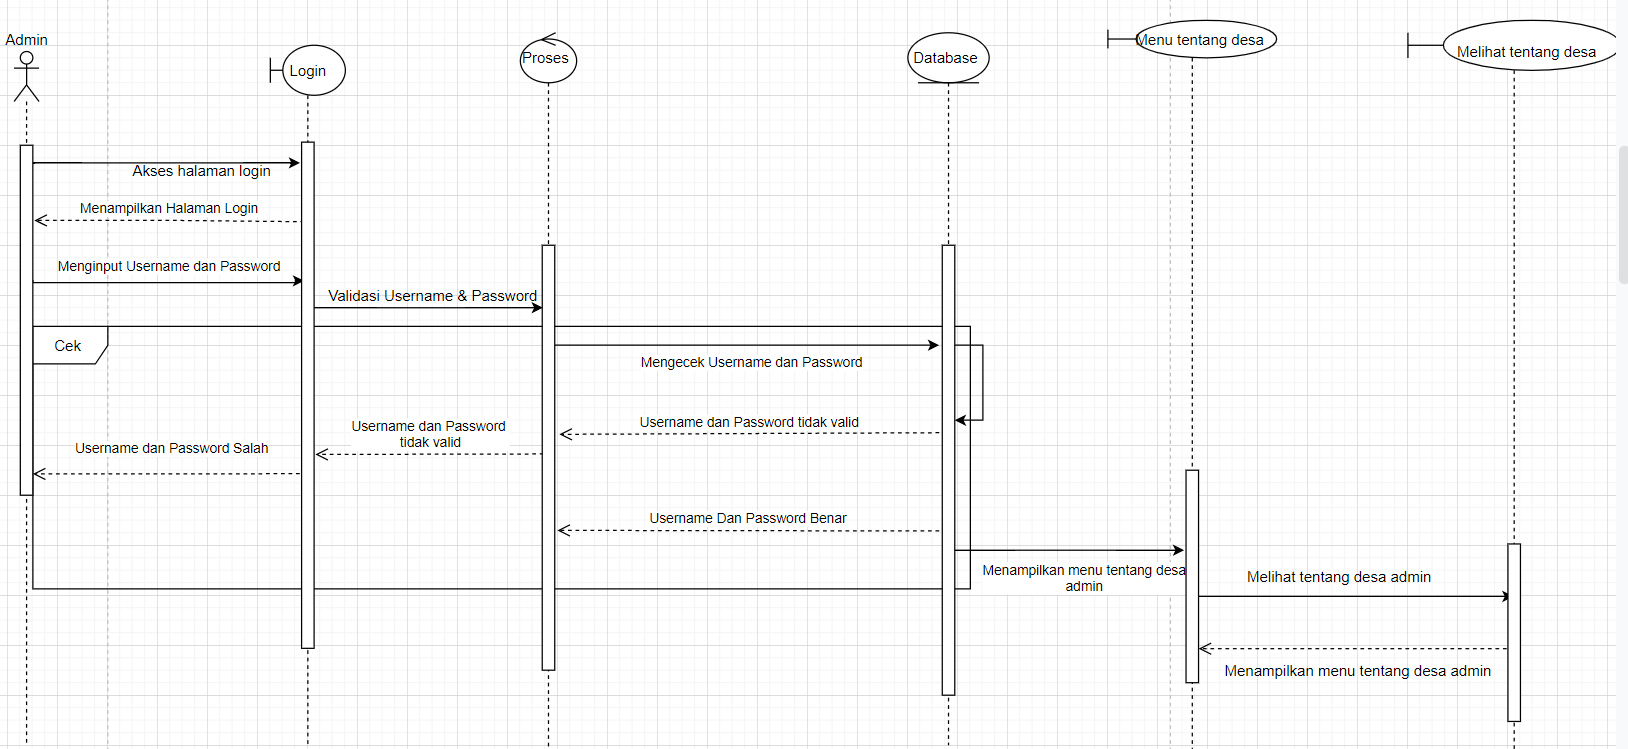 Admin
Login
Proses
Database
Menu tentang desa
Melihat tentang desa
Akses halaman login
Menampilkan Halaman Login
Menginput Username dan Password
Validasi Username & Password
Cek
Mengecek Username dan Password
Username dan Password tidak valid
Username dan Password
tidak valid
Username dan Password Salah
Username Dan Password Benar
Menampilkan menu tentang desa
admin
Melihat tentang desa admin
Menampilkan menu tentang desa admin